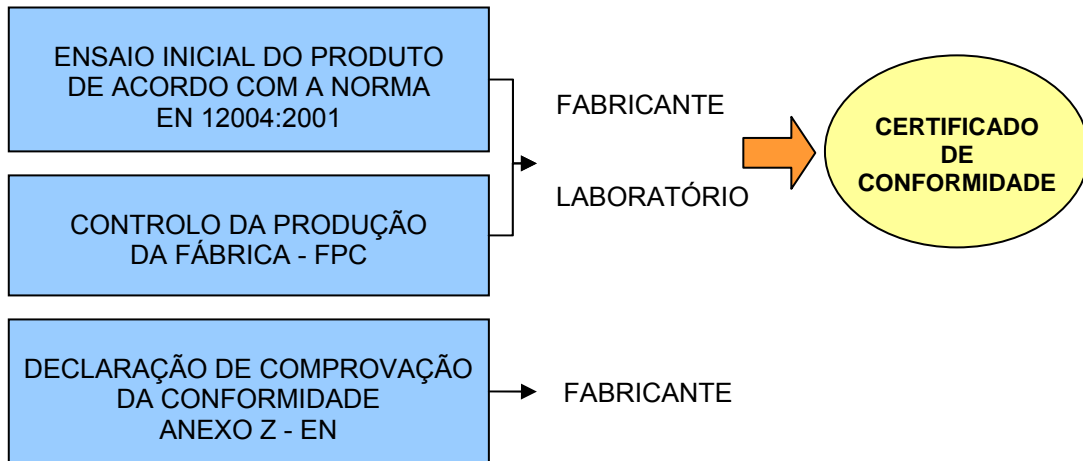 ENSAIO INICIAL DO PRODUTO
DE ACORDO COM A NORMA
EN 12004:2001
FABRICANTE
LABORATÓRIO
CERTIFICADO
DE
CONFORMIDADE
CONTROLO DA PRODUÇÃO
DA FÁBRICA - FPC
DECLARAÇÃO DE COMPROVAÇÃO
DA CONFORMIDADE
ANEXO Z - EN
FABRICANTE